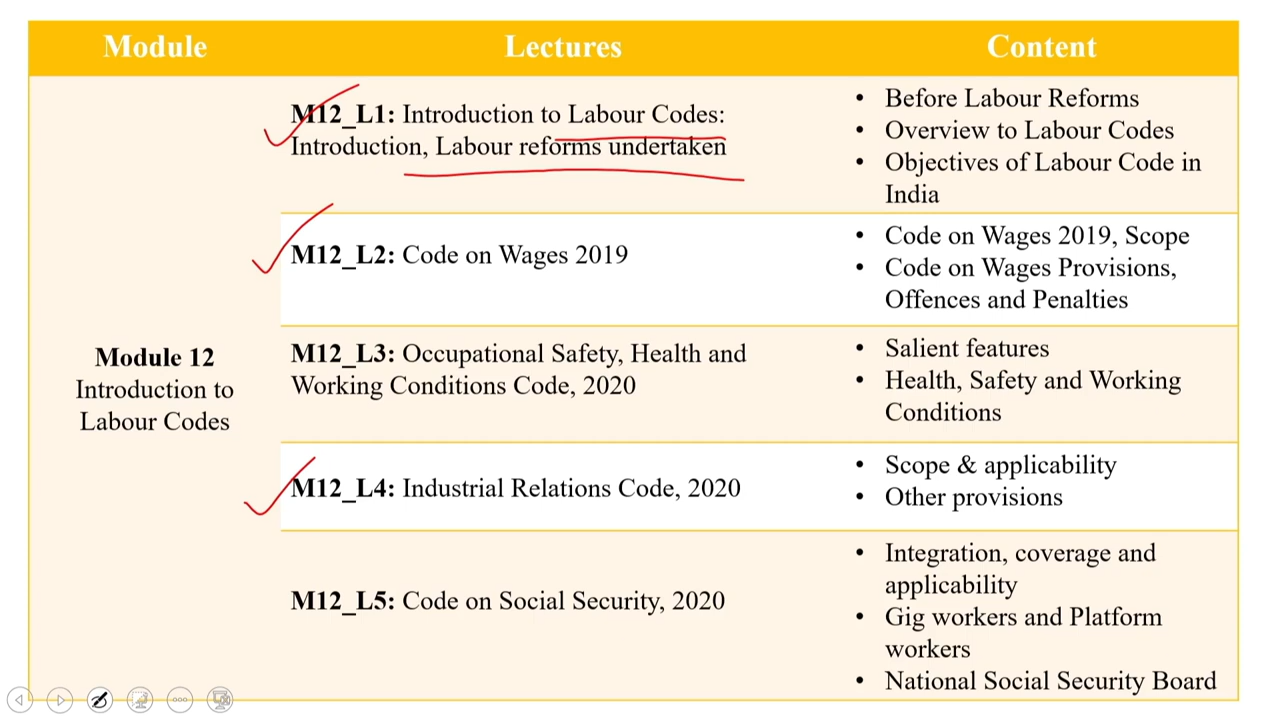 Module
Lectures
Content
M12_L1: Introduction to Labour Codes:
Introduction, Labour reforms undertaken
• Before Labour Reforms
• Overview to Labour Codes
• Objectives of Labour Code in
India
M12_L2: Code on Wages 2019
• Code on Wages 2019, Scope
• Code on Wages Provisions,
Offences and Penalties
Module 12
Introduction to
Labour Codes
M12_L3: Occupational Safety, Health and
Working Conditions Code, 2020
• Salient features
• Health, Safety and Working
Conditions
M12_L4: Industrial Relations Code, 2020
• Scope & applicability
• Other provisions
M12_L5: Code on Social Security, 2020
• Integration, coverage and
applicability
• Gig workers and Platform
workers
• National Social Security Board